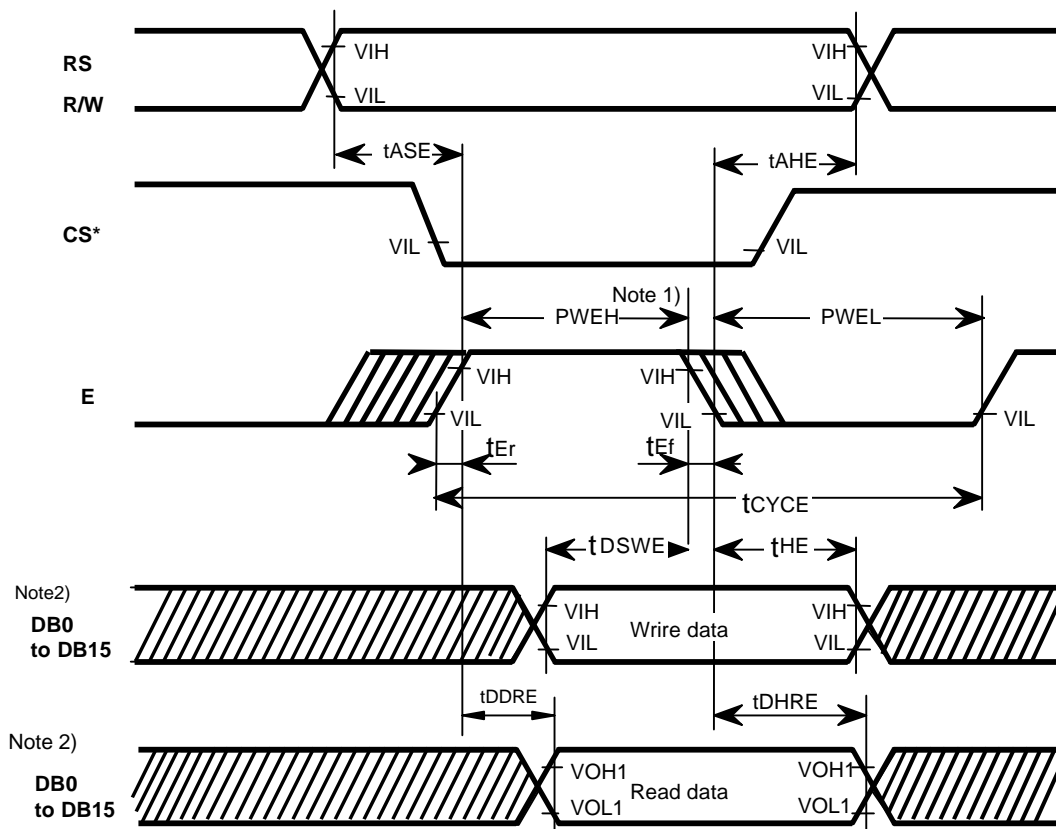 RS
R/W
VIH
VIL
VIH
VIL
tASE
tAHE
CS*
VIL
VIL
Note 1)
PWEH
PWEL
E
VIH
VIL
VIH
VIL
VIL
tEr
tEf
tCYCE
tDSWE
tHE
Note2)
DB0
to DB15
VIH
VIL
Wrire data
VIH
VIL
tDDRE
tDHRE
Note 2)
DB0
to DB15
VOH1
VOL1
Read data
VOH1
VOL1